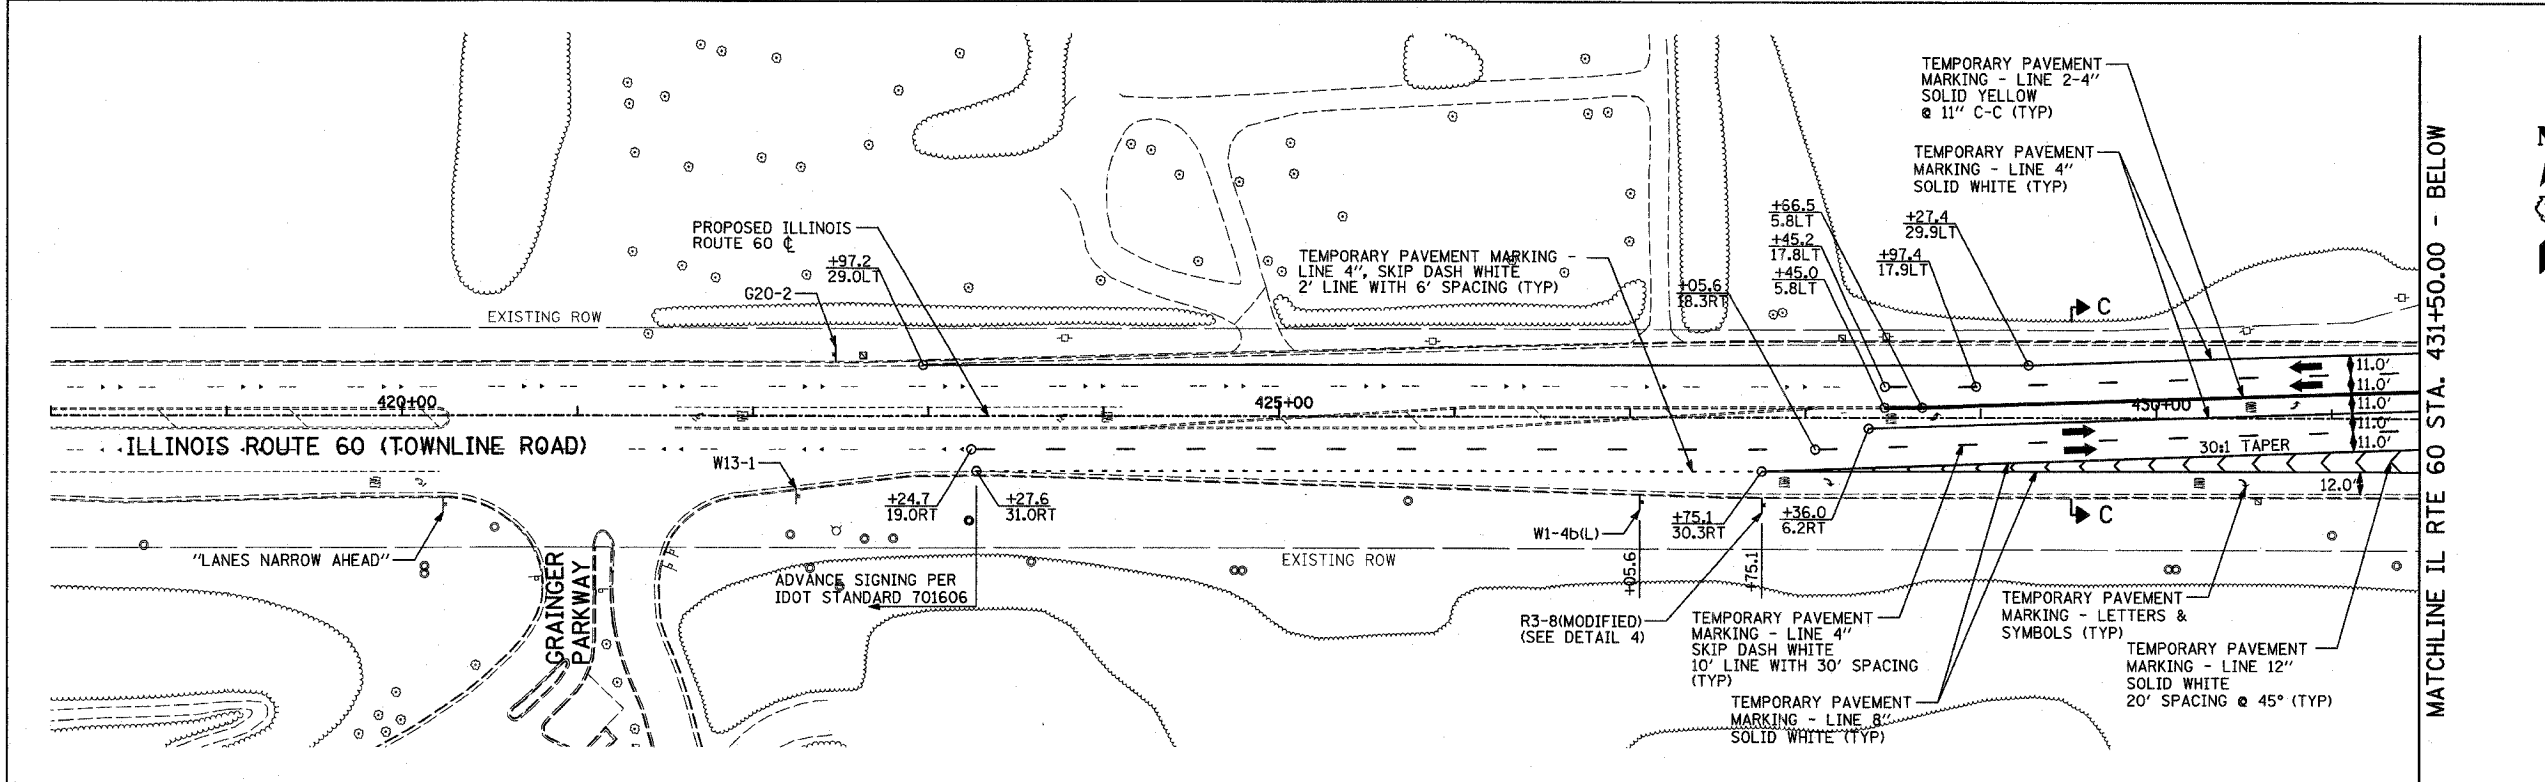 TEMPORARY PAVEMENT
MARKING - LINE 2-4"
SOLID YELLOW
@ 11" C-C (TYP)
TEMPORARY PAVEMENT
MARKING - LINE 4"
SOLID WHITE (TYP)
PROPOSED ILLINOIS
ROUTE 60 ℄
+97.2
29.0LT
G20-2
EXISTING ROW
TEMPORARY PAVEMENT MARKING -
LINE 4", SKIP DASH WHITE
2' LINE WITH 6' SPACING (TYP)
+05.6
18.3RT
+66.5
5.8LT
+45.2
17.8LT
+45.0
5.8LT
+27.4
29.9LT
+97.4
17.9LT
C
420+00
425+00
430+00
11.0'
11.0'
11.0'
11.0'
11.0'
ILLINOIS ROUTE 60 (TOWNLINE ROAD)
30:1 TAPER
12.0'
W13-1
+24.7
19.0RT
+27.6
31.0RT
W1-4b(L)
+75.1
30.3RT
+36.0
6.2RT
C
"LANES NARROW AHEAD"
EXISTING ROW
GRAINGER
PARKWAY
ADVANCE SIGNING PER
IDOT STANDARD 701606
+05.6
+75.1
R3-8(MODIFIED)
(SEE DETAIL 4)
TEMPORARY PAVEMENT
MARKING - LINE 4"
SKIP DASH WHITE
10' LINE WITH 30' SPACING
(TYP)
TEMPORARY PAVEMENT
MARKING - LINE 8"
SOLID WHITE (TYP)
TEMPORARY PAVEMENT
MARKING - LETTERS &
SYMBOLS (TYP)
TEMPORARY PAVEMENT
MARKING - LINE 12"
SOLID WHITE
20' SPACING @ 45° (TYP)
MATCHLINE IL RTE 60 STA. 431+50.00 - BELOW